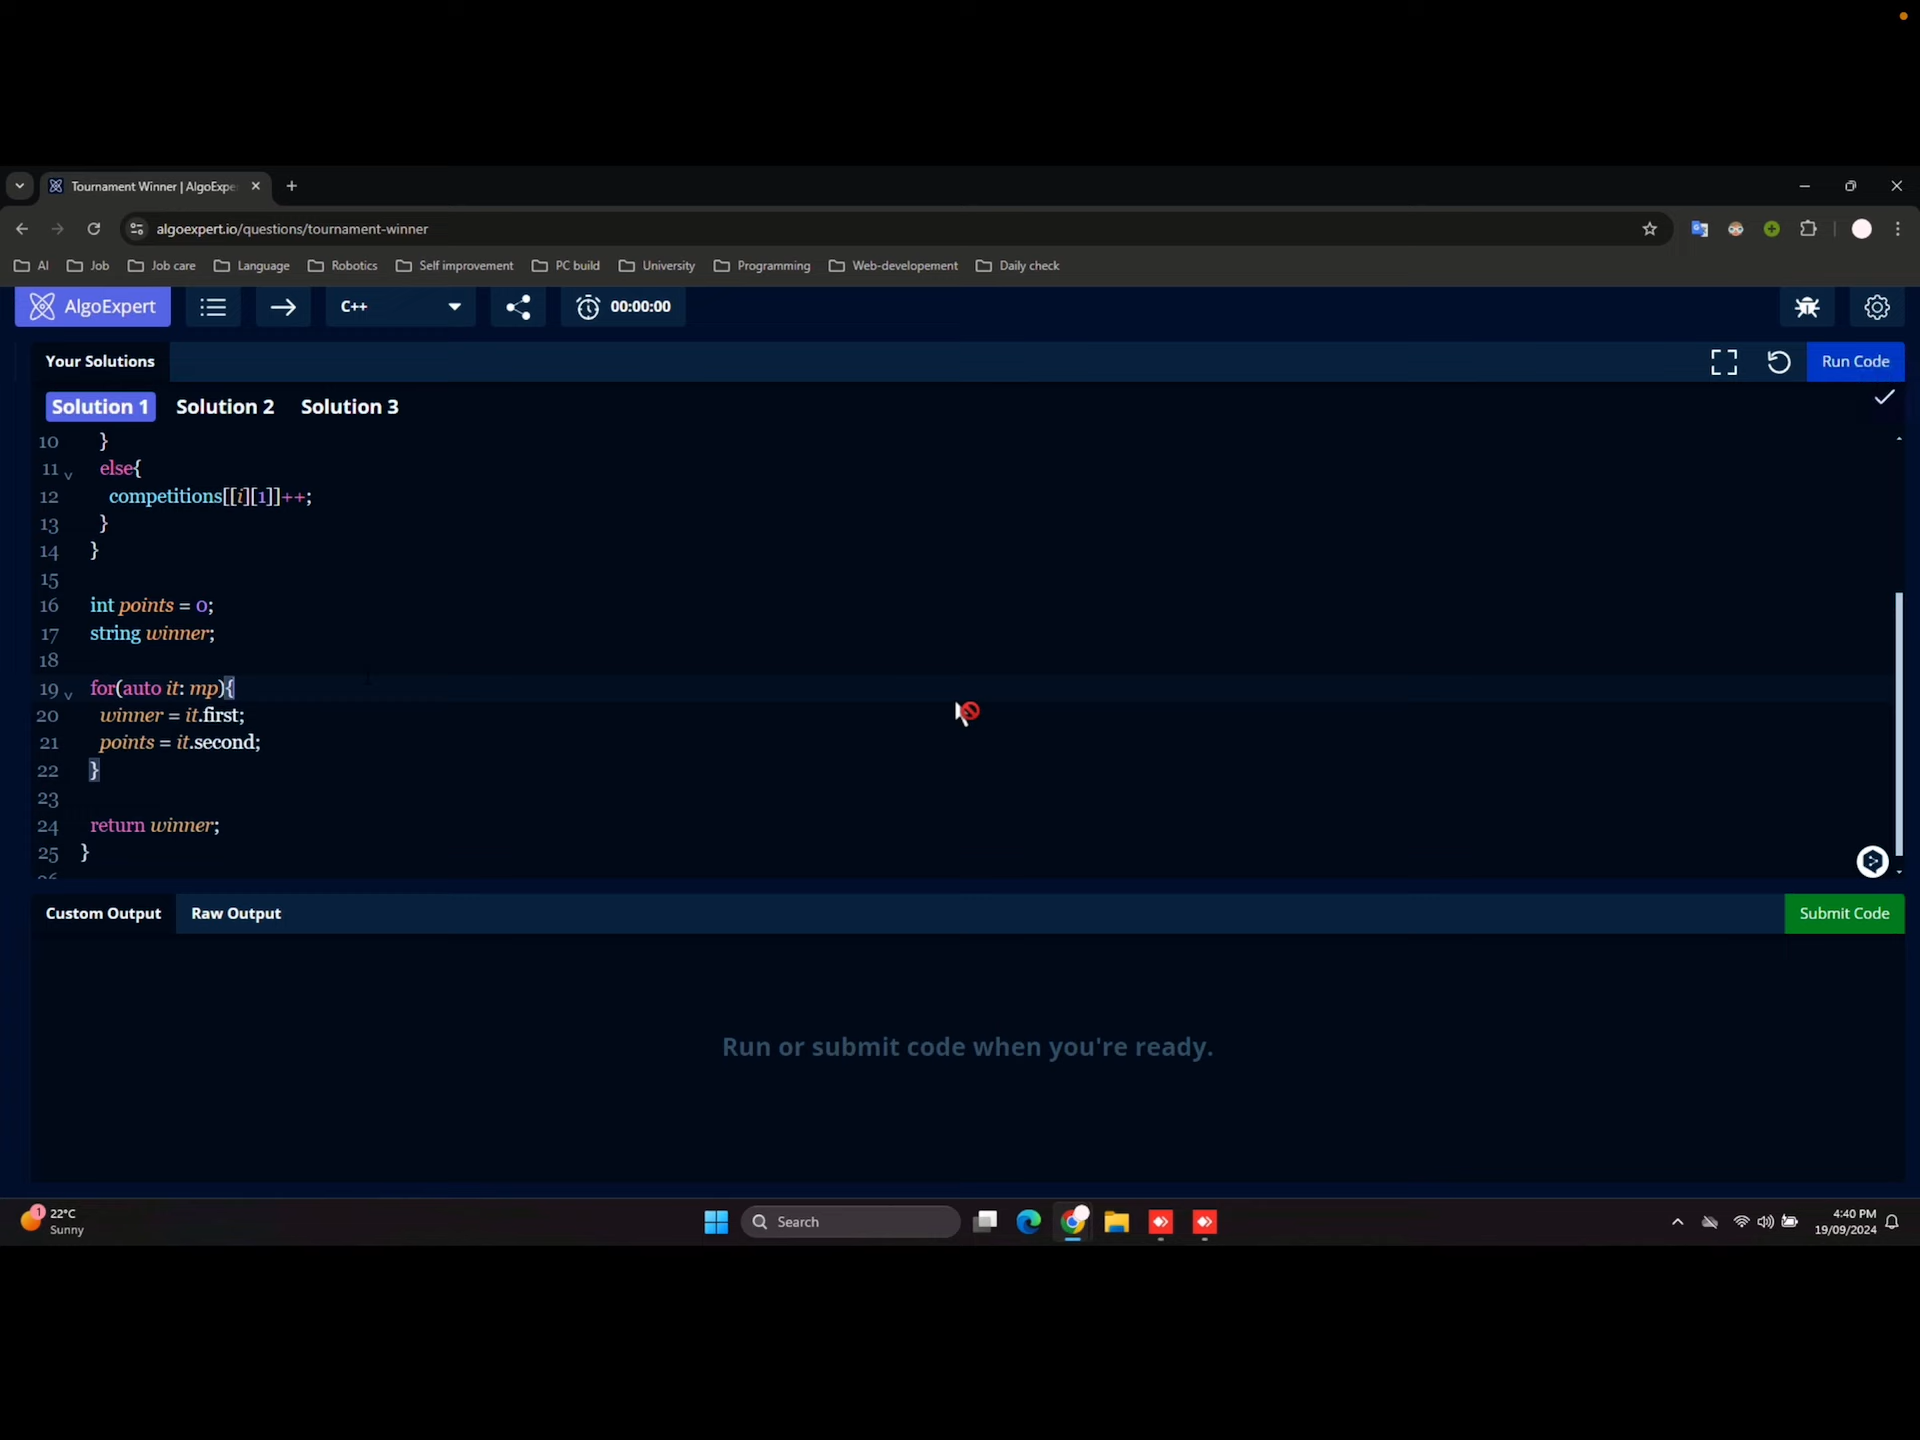 Tournament Winner | AlgoExpe
algoexpert.io/questions/tournament-winner
AI Job Job care Language Robotics Self improvement PC build University Programming Web-developement Daily check
AlgoExpert C++ 00:00:00
Your Solutions Run Code
Solution 1 Solution 2 Solution 3
10 }
11 else{
12 competitions[[i][1]]++;
13 }
14 }
15
16 int points = 0;
17 string winner;
18
19 for(auto it: mp){
20 winner = it.first;
21 points = it.second;
22 }
23
24 return winner;
25 }
Custom Output Raw Output Submit Code
Run or submit code when you're ready.
1 22°C Search 4:40 PM
Sunny 19/09/2024